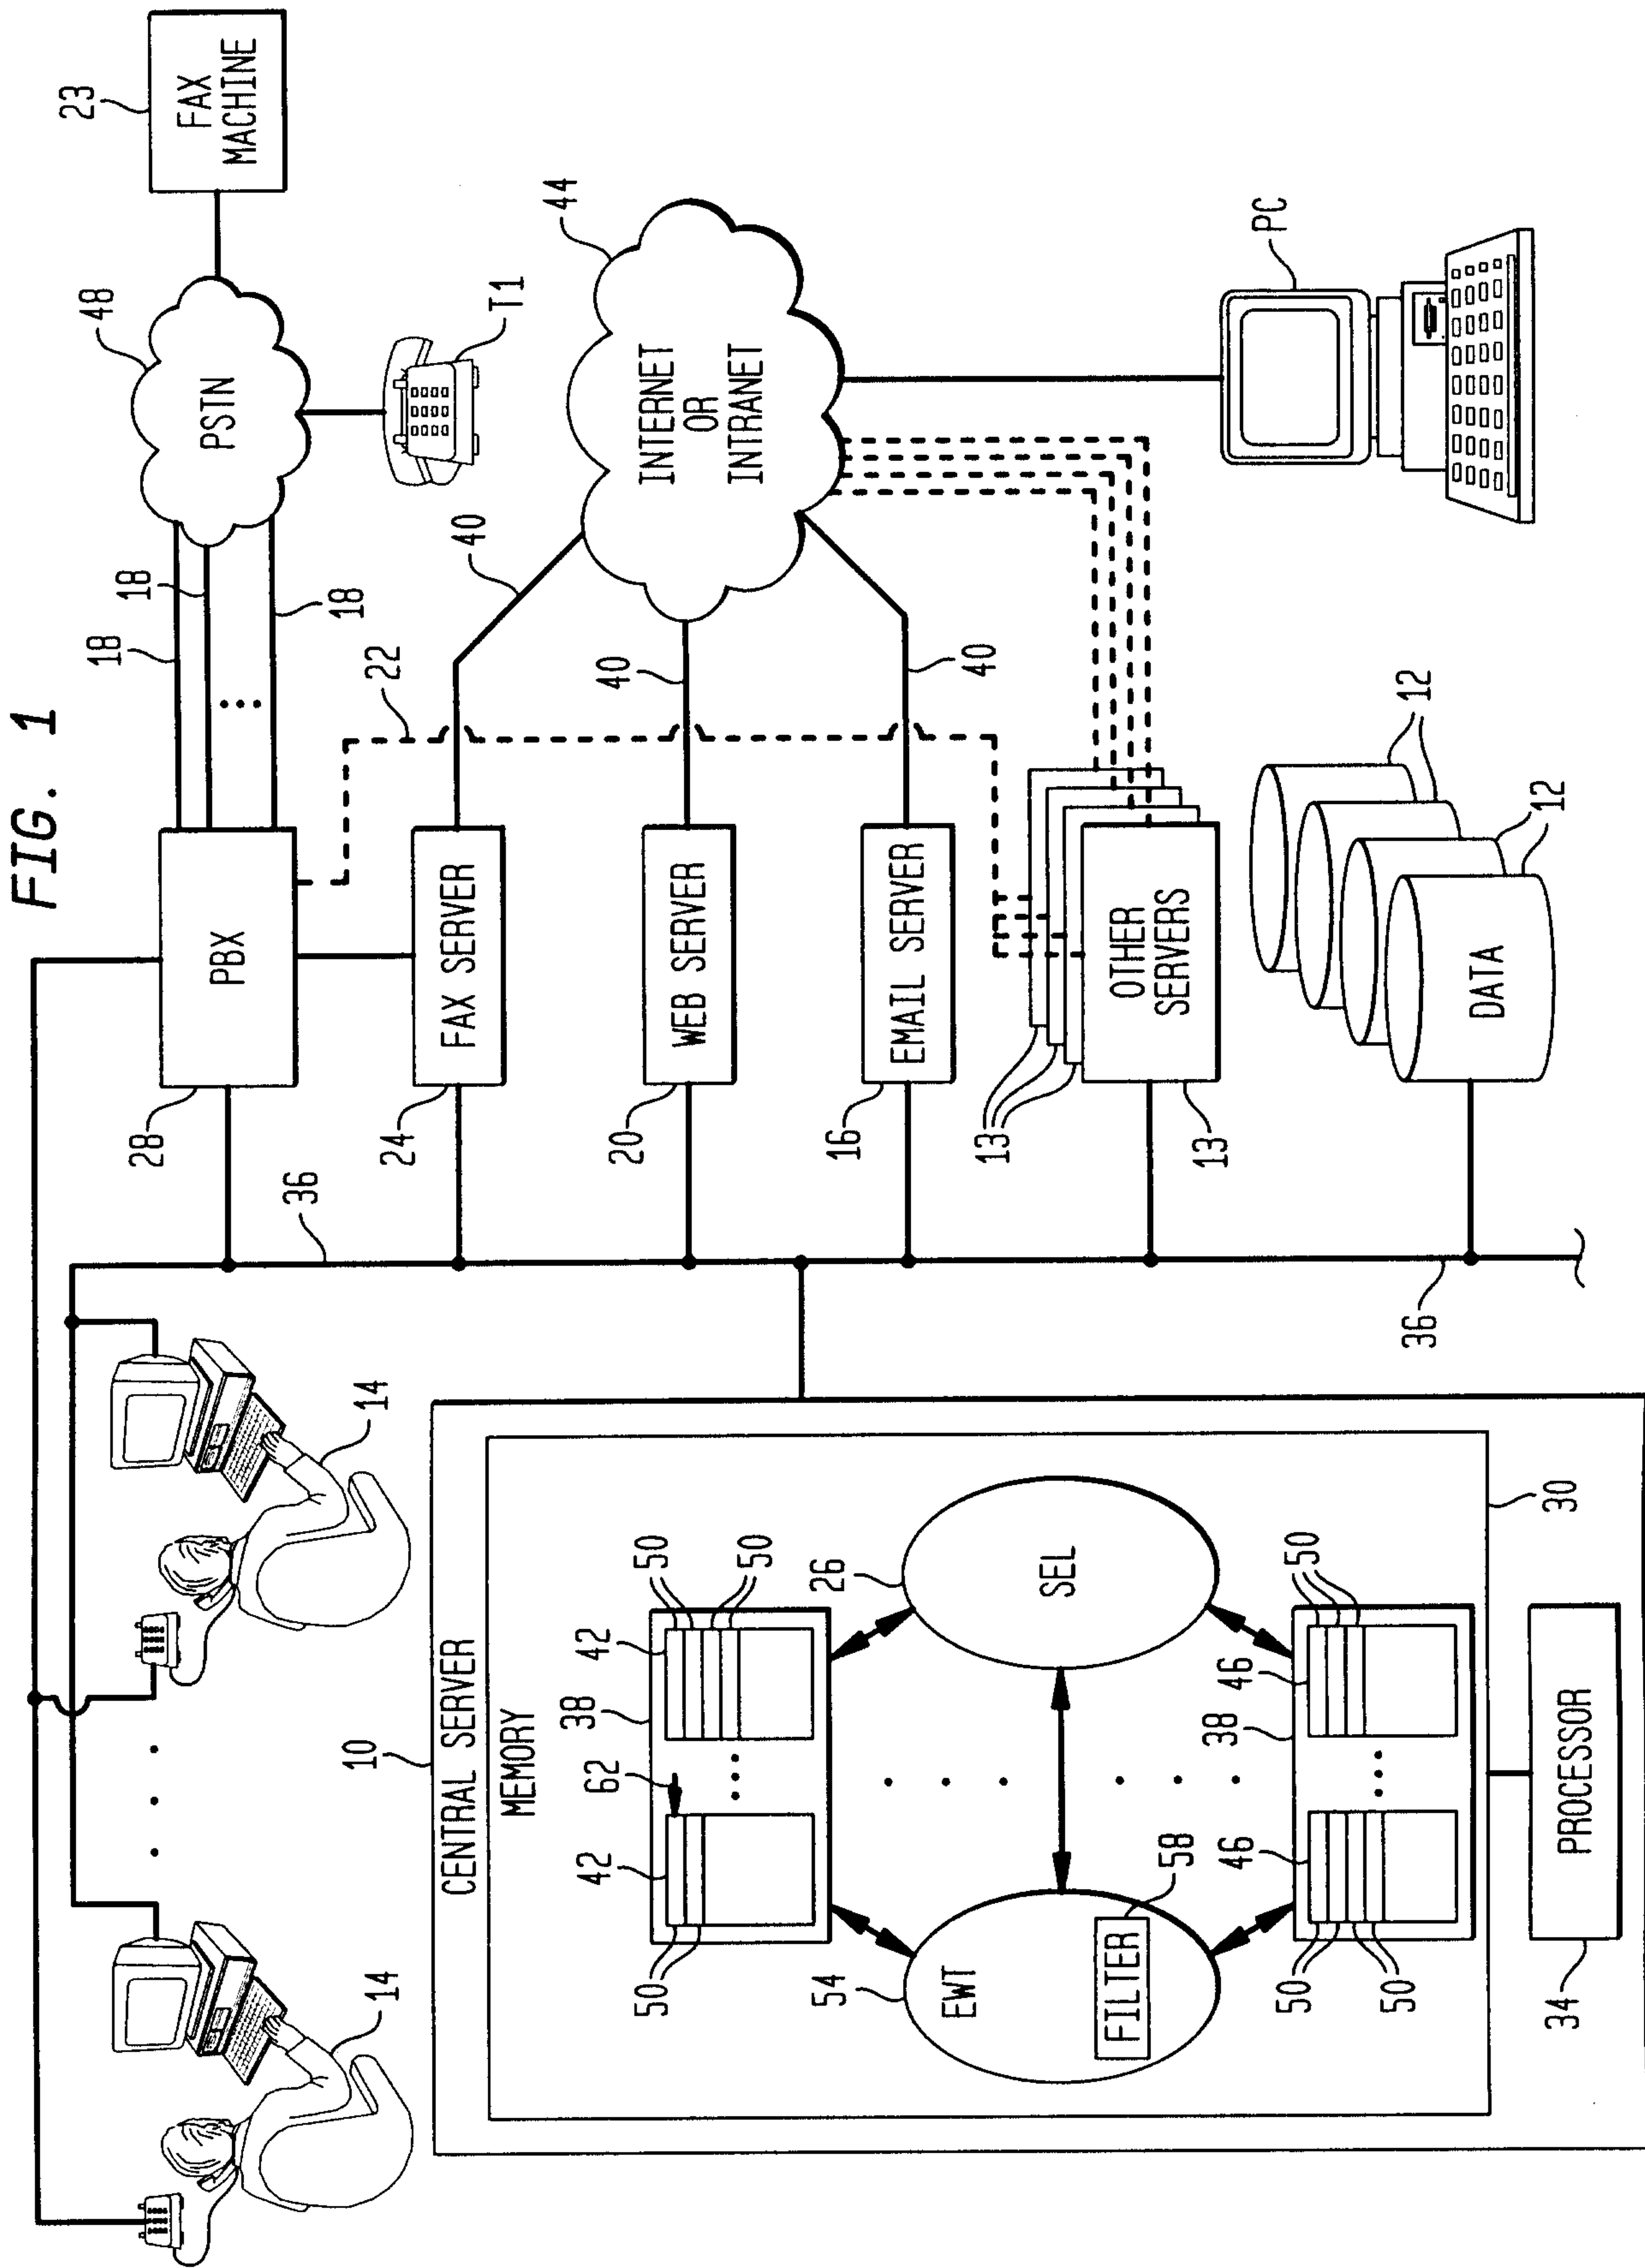 FIG. 1
23
FAX
MACHINE
48
PSTN
T1
18
18
18
PBX
28
22
FAX SERVER
24
40
44
INTERNET
OR
INTRANET
WEB SERVER
20
40
EMAIL SERVER
16
40
PC
OTHER
SERVERS
13
13
DATA
12
12
36
36
14
14
10
CENTRAL SERVER
MEMORY
30
42
62
38
42
50
50
50
EWT
54
FILTER
58
SEL
26
46
38
46
50
50
50
PROCESSOR
34